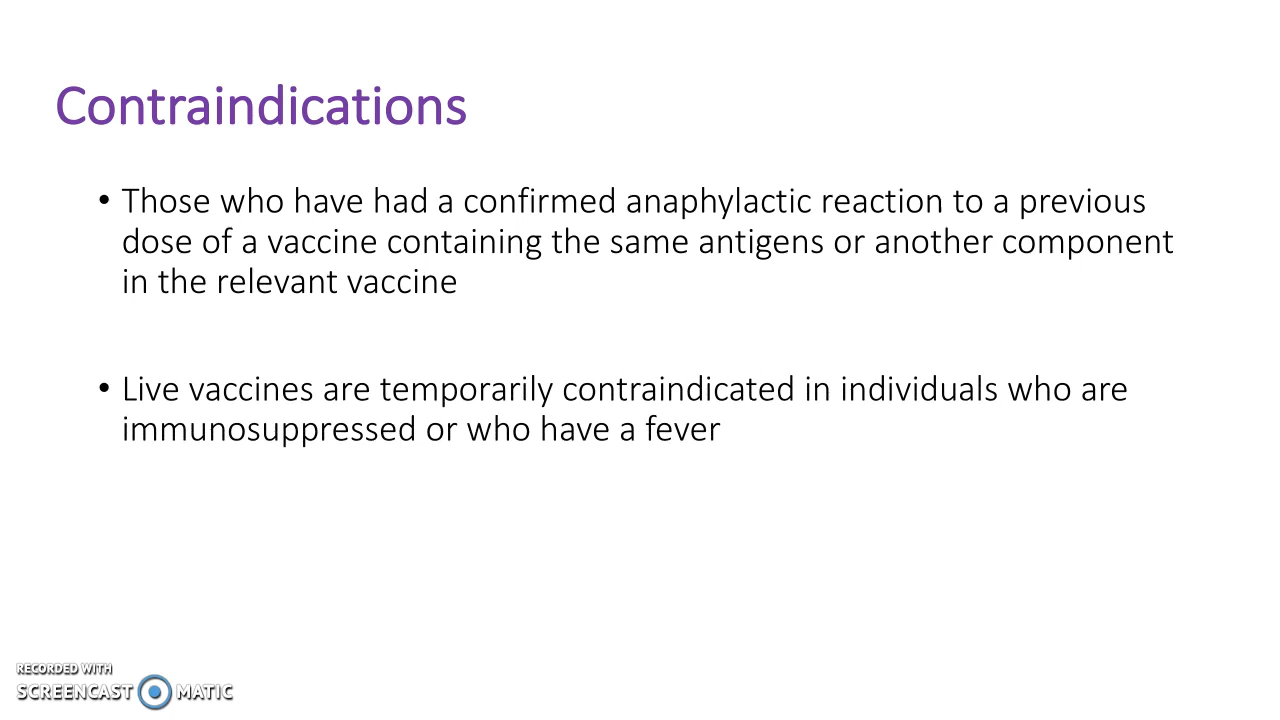 Contraindications
• Those who have had a confirmed anaphylactic reaction to a previous
dose of a vaccine containing the same antigens or another component
in the relevant vaccine
• Live vaccines are temporarily contraindicated in individuals who are
immunosuppressed or who have a fever
RECORDED WITH
SCREENCAST MATIC